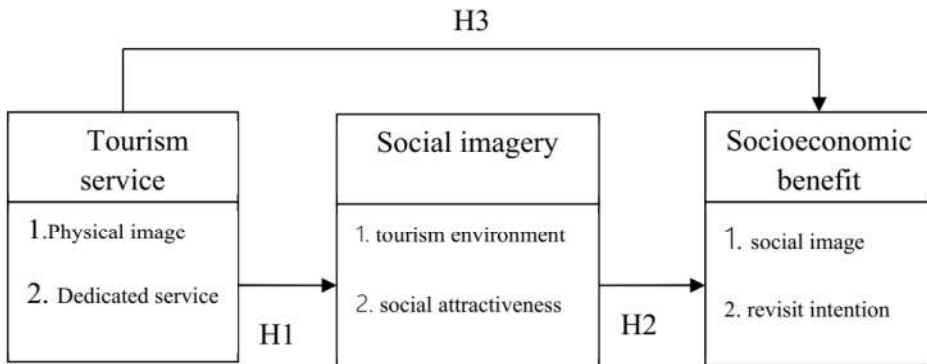 H3
Tourism
service
1.Physical image
2. Dedicated service
H1
Social imagery
1. tourism environment
2. social attractiveness
H2
Socioeconomic
benefit
1. social image
2. revisit intention